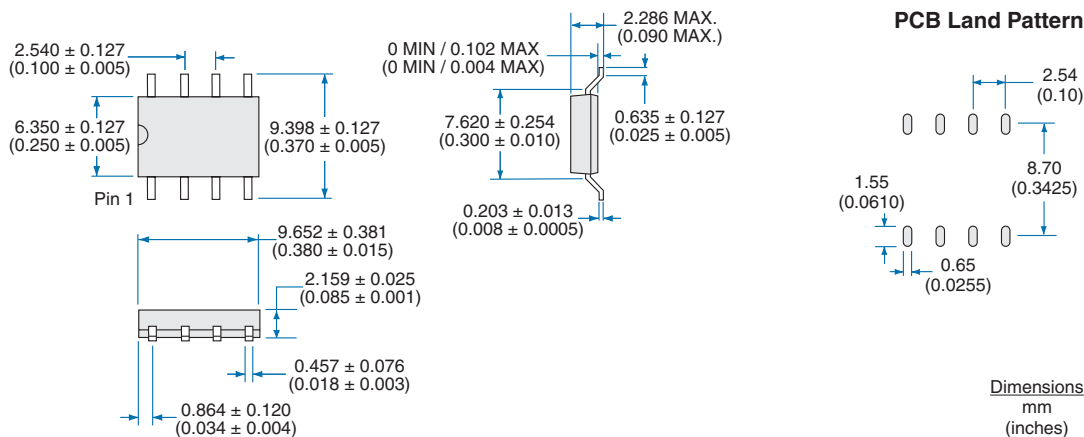 2.540 ± 0.127
(0.100 ± 0.005)
6.350 ± 0.127
(0.250 ± 0.005)
9.398 ± 0.127
(0.370 ± 0.005)
Pin 1
9.652 ± 0.381
(0.380 ± 0.015)
2.159 ± 0.025
(0.085 ± 0.001)
0.457 ± 0.076
(0.018 ± 0.003)
0.864 ± 0.120
(0.034 ± 0.004)
2.286 MAX.
(0.090 MAX.)
0 MIN / 0.102 MAX
(0 MIN / 0.004 MAX)
7.620 ± 0.254
(0.300 ± 0.010)
0.635 ± 0.127
(0.025 ± 0.005)
0.203 ± 0.013
(0.008 ± 0.0005)
PCB Land Pattern
2.54
(0.10)
8.70
(0.3425)
1.55
(0.0610)
0.65
(0.0255)
Dimensions
mm
(inches)